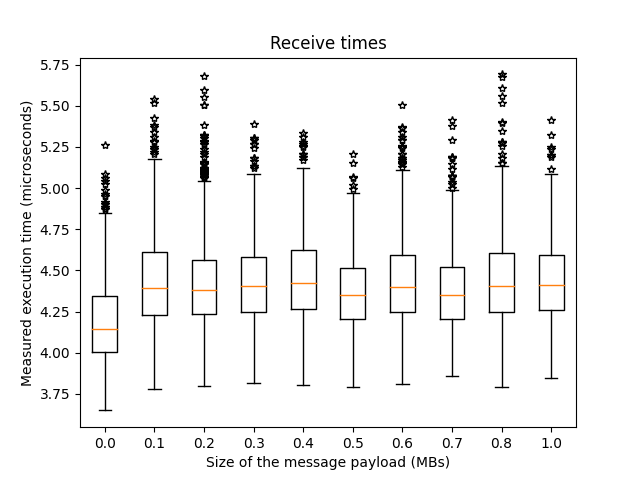 Receive times
Measured execution time (microseconds)
5.75
5.50
5.25
5.00
4.75
4.50
4.25
4.00
3.75
0.0 0.1 0.2 0.3 0.4 0.5 0.6 0.7 0.8 1.0
Size of the message payload (MBs)